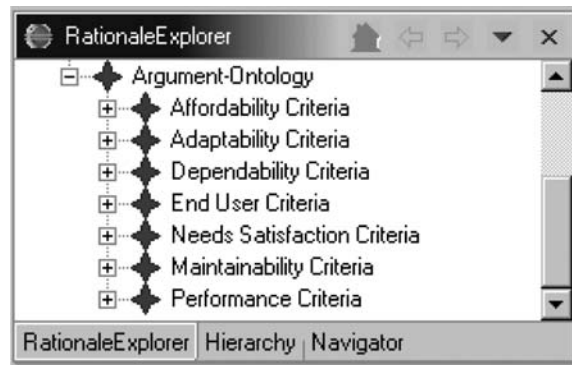 RationaleExplorer
Argument-Ontology
Affordability Criteria
Adaptability Criteria
Dependability Criteria
End User Criteria
Needs Satisfaction Criteria
Maintainability Criteria
Performance Criteria
RationaleExplorer Hierarchy Navigator